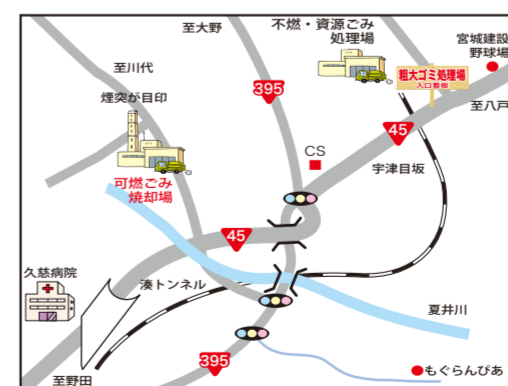 至大野
不燃・資源ごみ
処理場
宮城建設
野球場
至川代
煙突が目印
395
粗大ゴミ処理場
入口看板
至八戸
45
CS
宇津目坂
可燃ごみ
焼却場
45
久慈病院
湊トンネル
夏井川
395
至野田
もぐらんぴあ